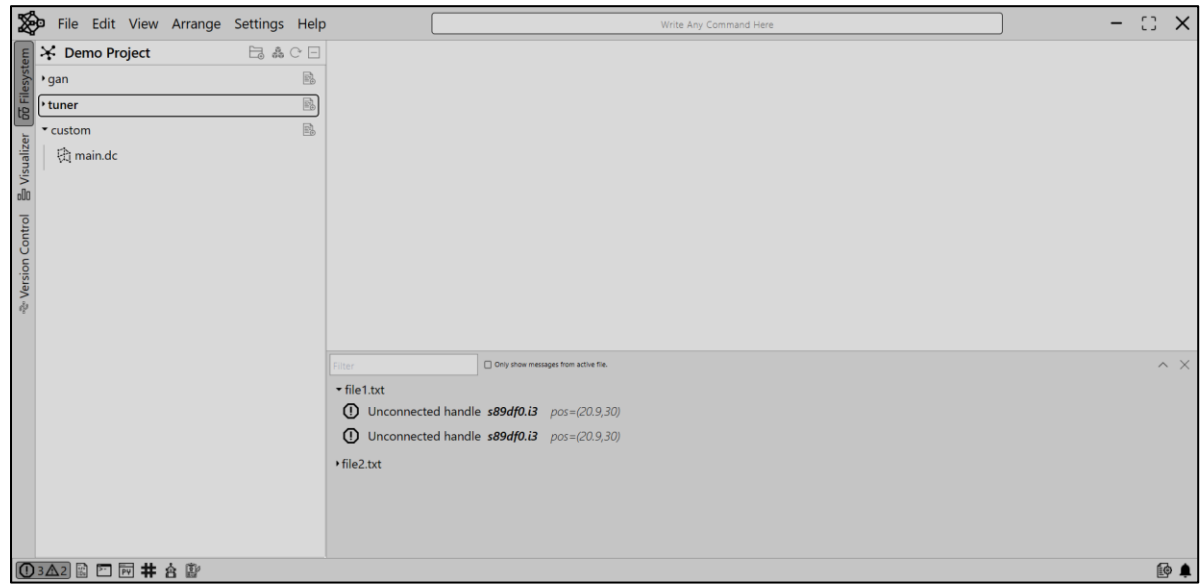 File Edit View Arrange Settings Help
Write Any Command Here
Filesystem
Visualizer
Version Control
Demo Project
gan
tuner
custom
main.dc
Filter
Only show messages from active file.
file1.txt
Unconnected handle s89df0.i3 pos=(20.9,30)
Unconnected handle s89df0.i3 pos=(20.9,30)
file2.txt
3 2